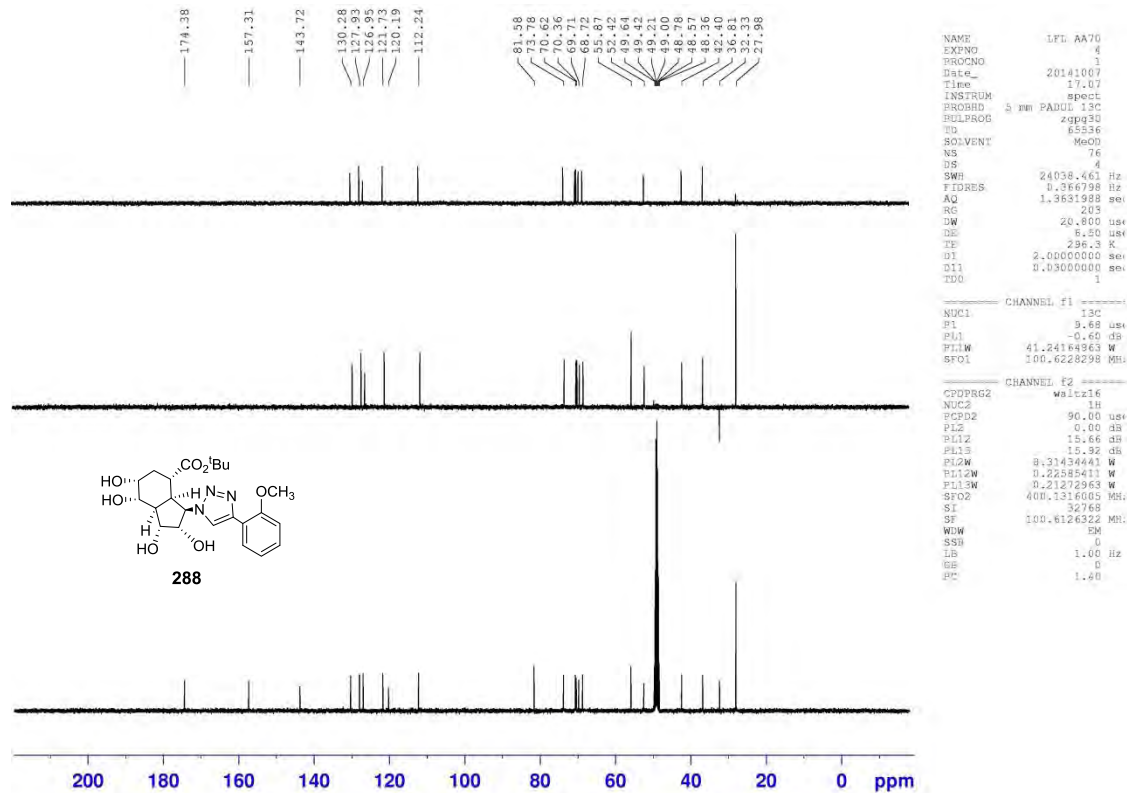 174.38
157.31
143.72
130.28
127.93
126.95
121.73
120.19
112.24
81.58
73.78
70.62
70.36
69.71
68.72
55.87
52.42
49.64
49.42
49.21
49.00
48.78
48.57
48.36
42.40
36.81
32.33
27.98
NAME LFL AA70
EXPNO 4
PROCNO 1
Date_ 20141007
Time 17.07
INSTRUM spect
PROBHD 5 mm PADUL 13C
PULPROG zgpg30
TD 65536
SOLVENT MeOD
NS 76
DS 4
SWH 24038.461 Hz
FIDRES 0.366798 Hz
AQ 1.3631988 sec
RG 203
DW 20.800 use
DE 6.50 use
TE 296.3 K
D1 2.00000000 sec
D11 0.03000000 sec
TD0 1
======== CHANNEL f1 ======
NUC1 13C
P1 9.68 use
PL1 -0.60 dB
PL1W 41.24164963 W
SFO1 100.6228298 MH
======== CHANNEL f2 ======
CPDPRG2 waltz16
NUC2 1H
PCPD2 90.00 use
PL2 0.00 dB
PL12 15.66 dB
PL13 15.92 dB
PL2W 8.31434441 W
PL12W 0.22585411 W
PL13W 0.21272963 W
SFO2 400.1316005 MH
SI 32768
SF 100.6126322 MH
WDW EM
SSB 0
LB 1.00 Hz
GB 0
PC 1.40
CO₂ᵗBu
HO
HO
H
H
N
N
N
N
OCH₃
HO
OH
288
200 180 160 140 120 100 80 60 40 20 0 ppm